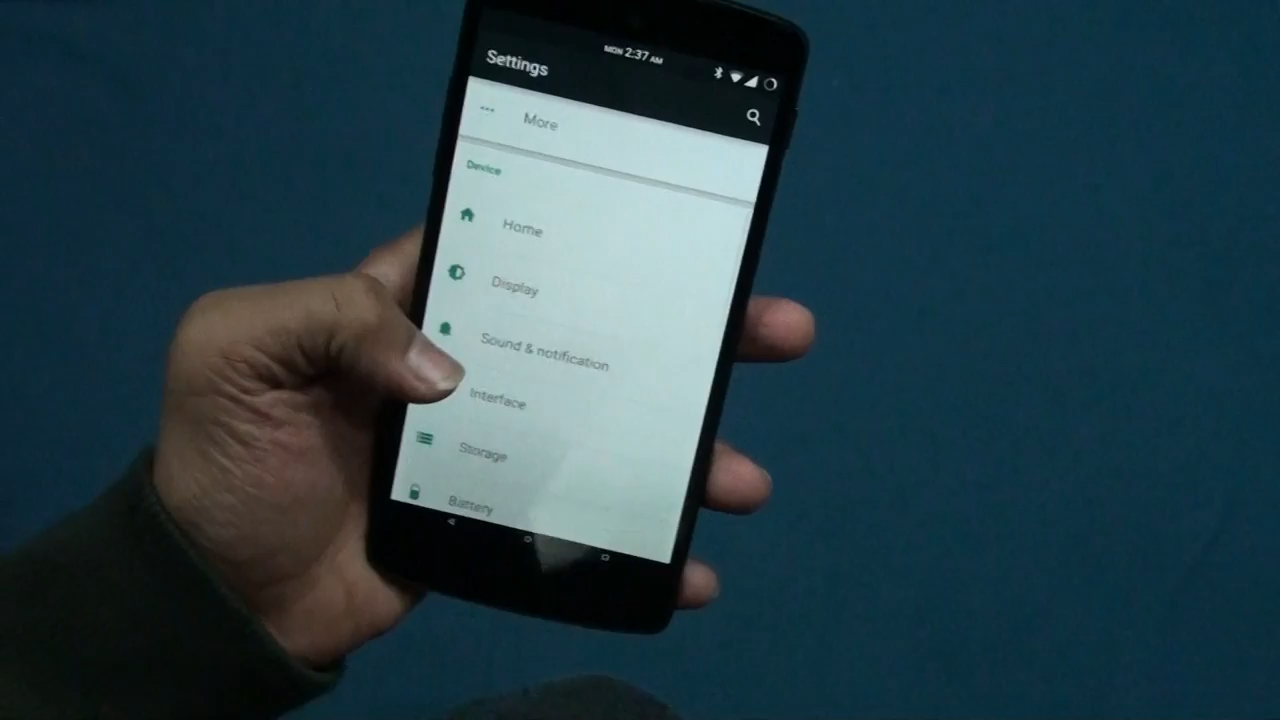 MON 2:37 AM
Settings
More
Device
Home
Display
Sound & notification
Interface
Storage
Battery